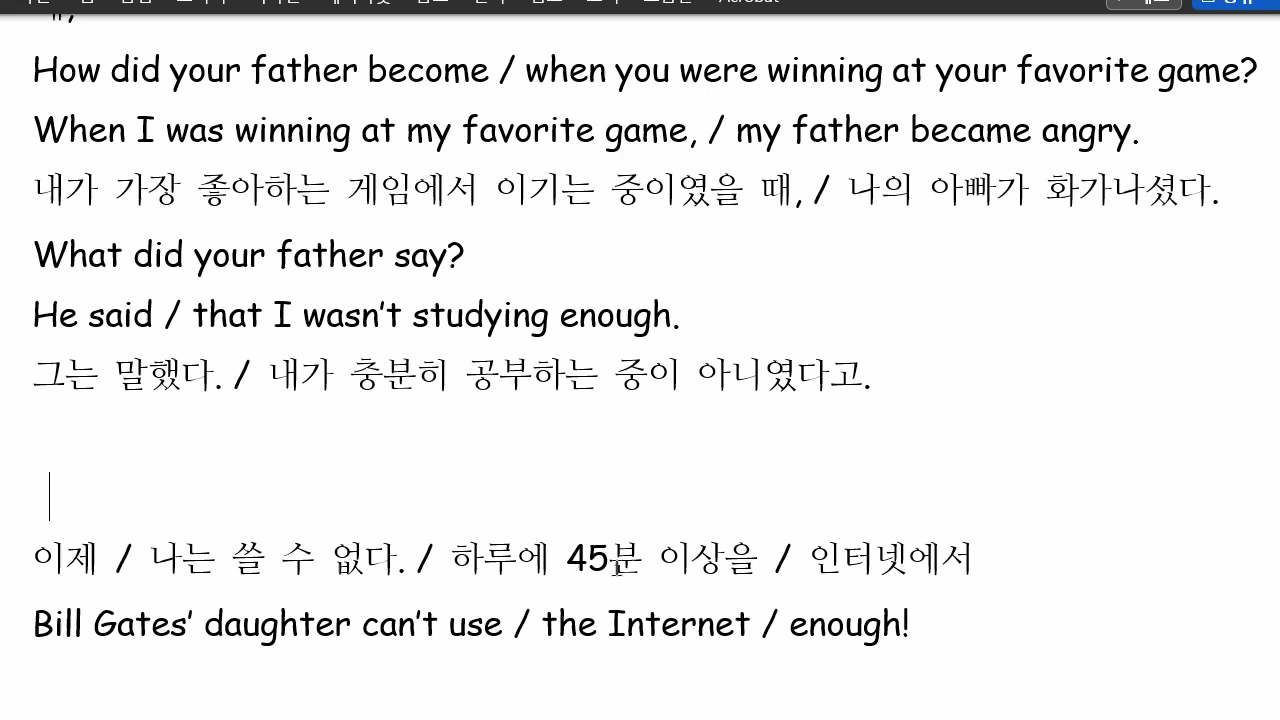 Acrobat
How did your father become / when you were winning at your favorite game?
When I was winning at my favorite game, / my father became angry.
내가 가장 좋아하는 게임에서 이기는 중이였을 때, / 나의 아빠가 화가나셨다.
What did your father say?
He said / that I wasn't studying enough.
그는 말했다. / 내가 충분히 공부하는 중이 아니였다고.
이제 / 나는 쓸 수 없다. / 하루에 45분 이상을 / 인터넷에서
Bill Gates' daughter can't use / the Internet / enough!